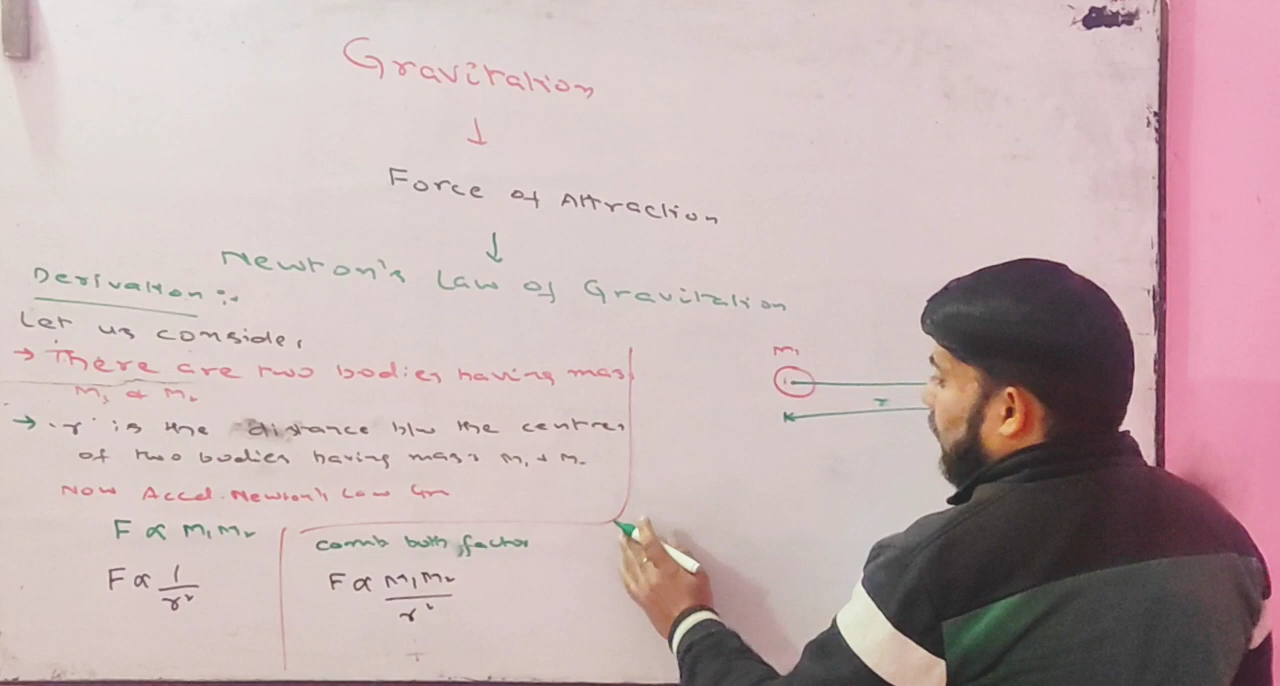 Gravitation
↓
Force of Attraction
↓
Newton's Law of Gravitation
Derivation :-
Let us consider,
→ There are two bodies having mass
M₁ & M₂
→ 'r' is the distance b/w the centres
of two bodies having mass M₁ & M₂
Now Accd. Newton's Law
F ∝ M₁M₂
F ∝ 1/r²
comb both factor
F ∝ M₁M₂/r²
M₁
r